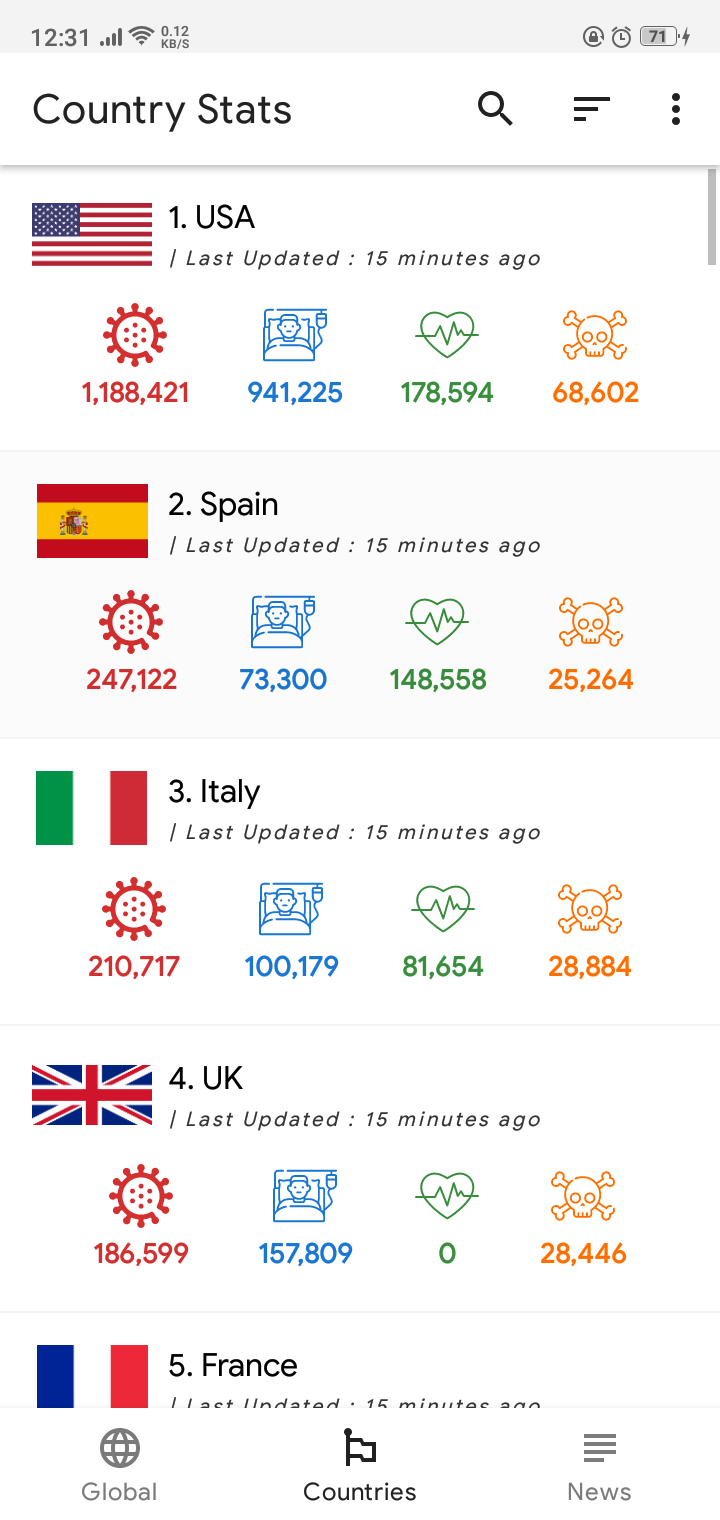 12:31 0.12 KB/S 71
Country Stats
1. USA
| Last Updated : 15 minutes ago
1,188,421 941,225 178,594 68,602
2. Spain
| Last Updated : 15 minutes ago
247,122 73,300 148,558 25,264
3. Italy
| Last Updated : 15 minutes ago
210,717 100,179 81,654 28,884
4. UK
| Last Updated : 15 minutes ago
186,599 157,809 0 28,446
5. France
| Last Updated : 15 minutes ago
Global Countries News